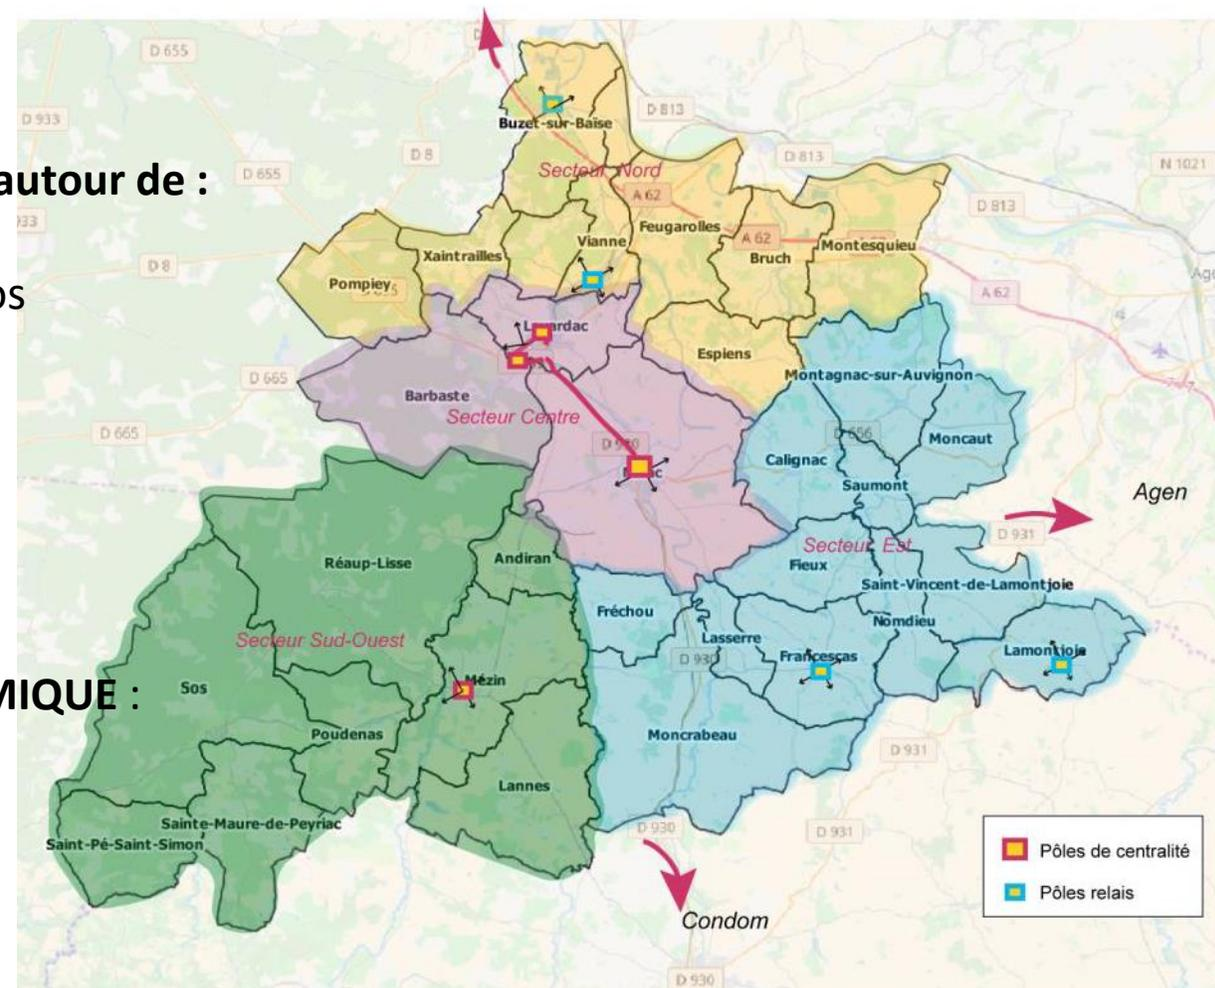 autour de :
os
MIQUE :
D 655
D 933
D 8
D 655
D 813
D 813
N 1021
D 813
933
D 8
A 62
A 62
A 62
D 665
D 665
D 656
D 931
D 930
D 931
D 930
D 931
D 930
Buzet-sur-Baïse
Secteur Nord
Feugarolles
Vianne
Xaintrailles
Bruch
Montesquieu
Pompiey
Espiens
Barbaste
Secteur Centre
Montagnac-sur-Auvignon
Moncaut
Calignac
Saumont
Agen
Secteur Est
Fieux
Saint-Vincent-de-Lamontjoie
Réaup-Lisse
Andiran
Fréchou
Nomdieu
Lasserre
Secteur Sud-Ouest
Francescas
Lamontjoie
Sos
Mézin
Poudenas
Moncrabeau
Lannes
Sainte-Maure-de-Peyriac
Saint-Pé-Saint-Simon
Condom
Pôles de centralité
Pôles relais